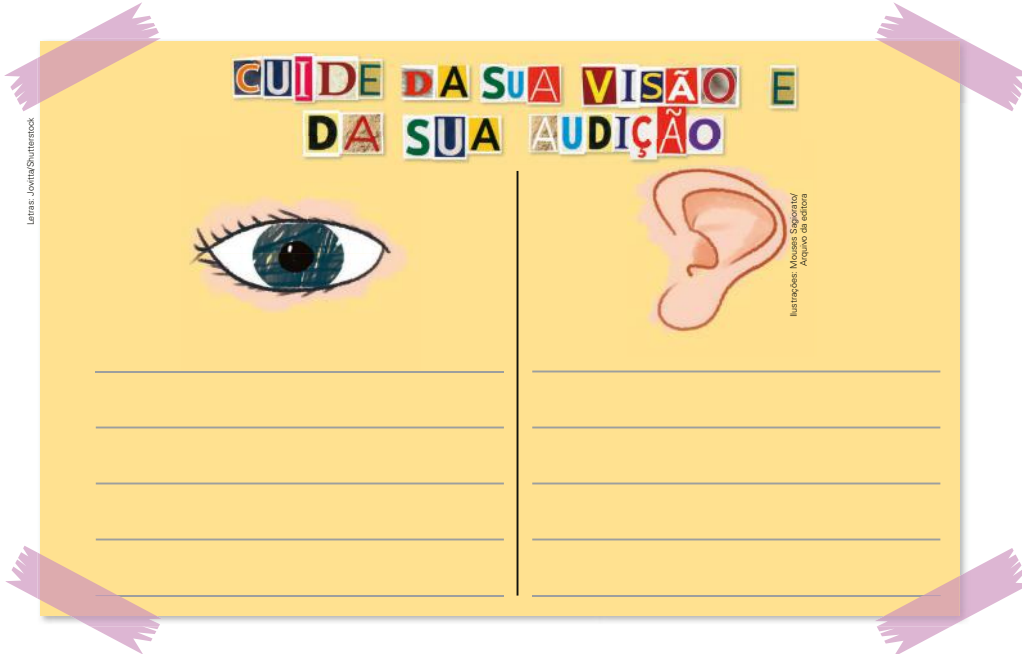 CUIDE DA SUA VISÃO E
DA SUA AUDIÇÃO
Letras: Jovitta/Shutterstock
Ilustrações: Mouses Sagiorato/
Arquivo da editora